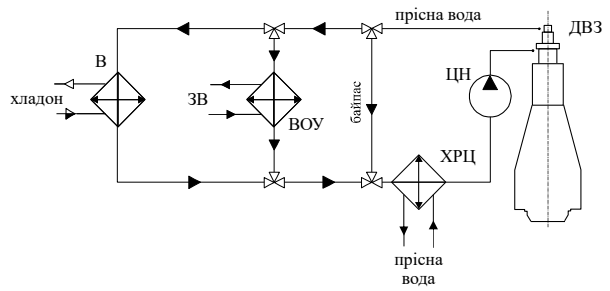 прісна вода
ДВЗ
В
ЦН
хладон
ЗВ
ВОУ
байпас
ХРЦ
прісна
вода